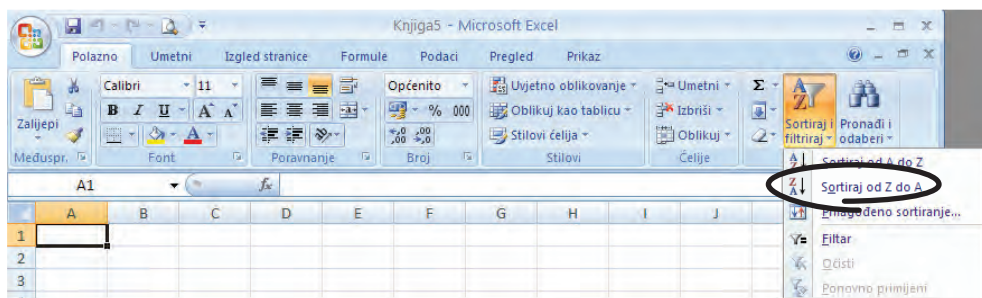 Knjiga5 - Microsoft Excel
Polazno Umetni Izgled stranice Formule Podaci Pregled Prikaz
Zalijepi
Calibri 11
B I U A A
A
Općenito
% 000
Uvjetno oblikovanje
Oblikuj kao tablicu
Stilovi ćelija
Umetni
Izbriši
Oblikuj
Σ
Sortiraj i filtriraj
Pronađi i odaberi
Međuspr. Font Poravnanje Broj Stilovi Ćelije
Sortiraj od A do Z
A1 fx
Sortiraj od Z do A
Prilagođeno sortiranje...
A B C D E F G H I J
1
Filtar
2
Očisti
3
Ponovno primijeni